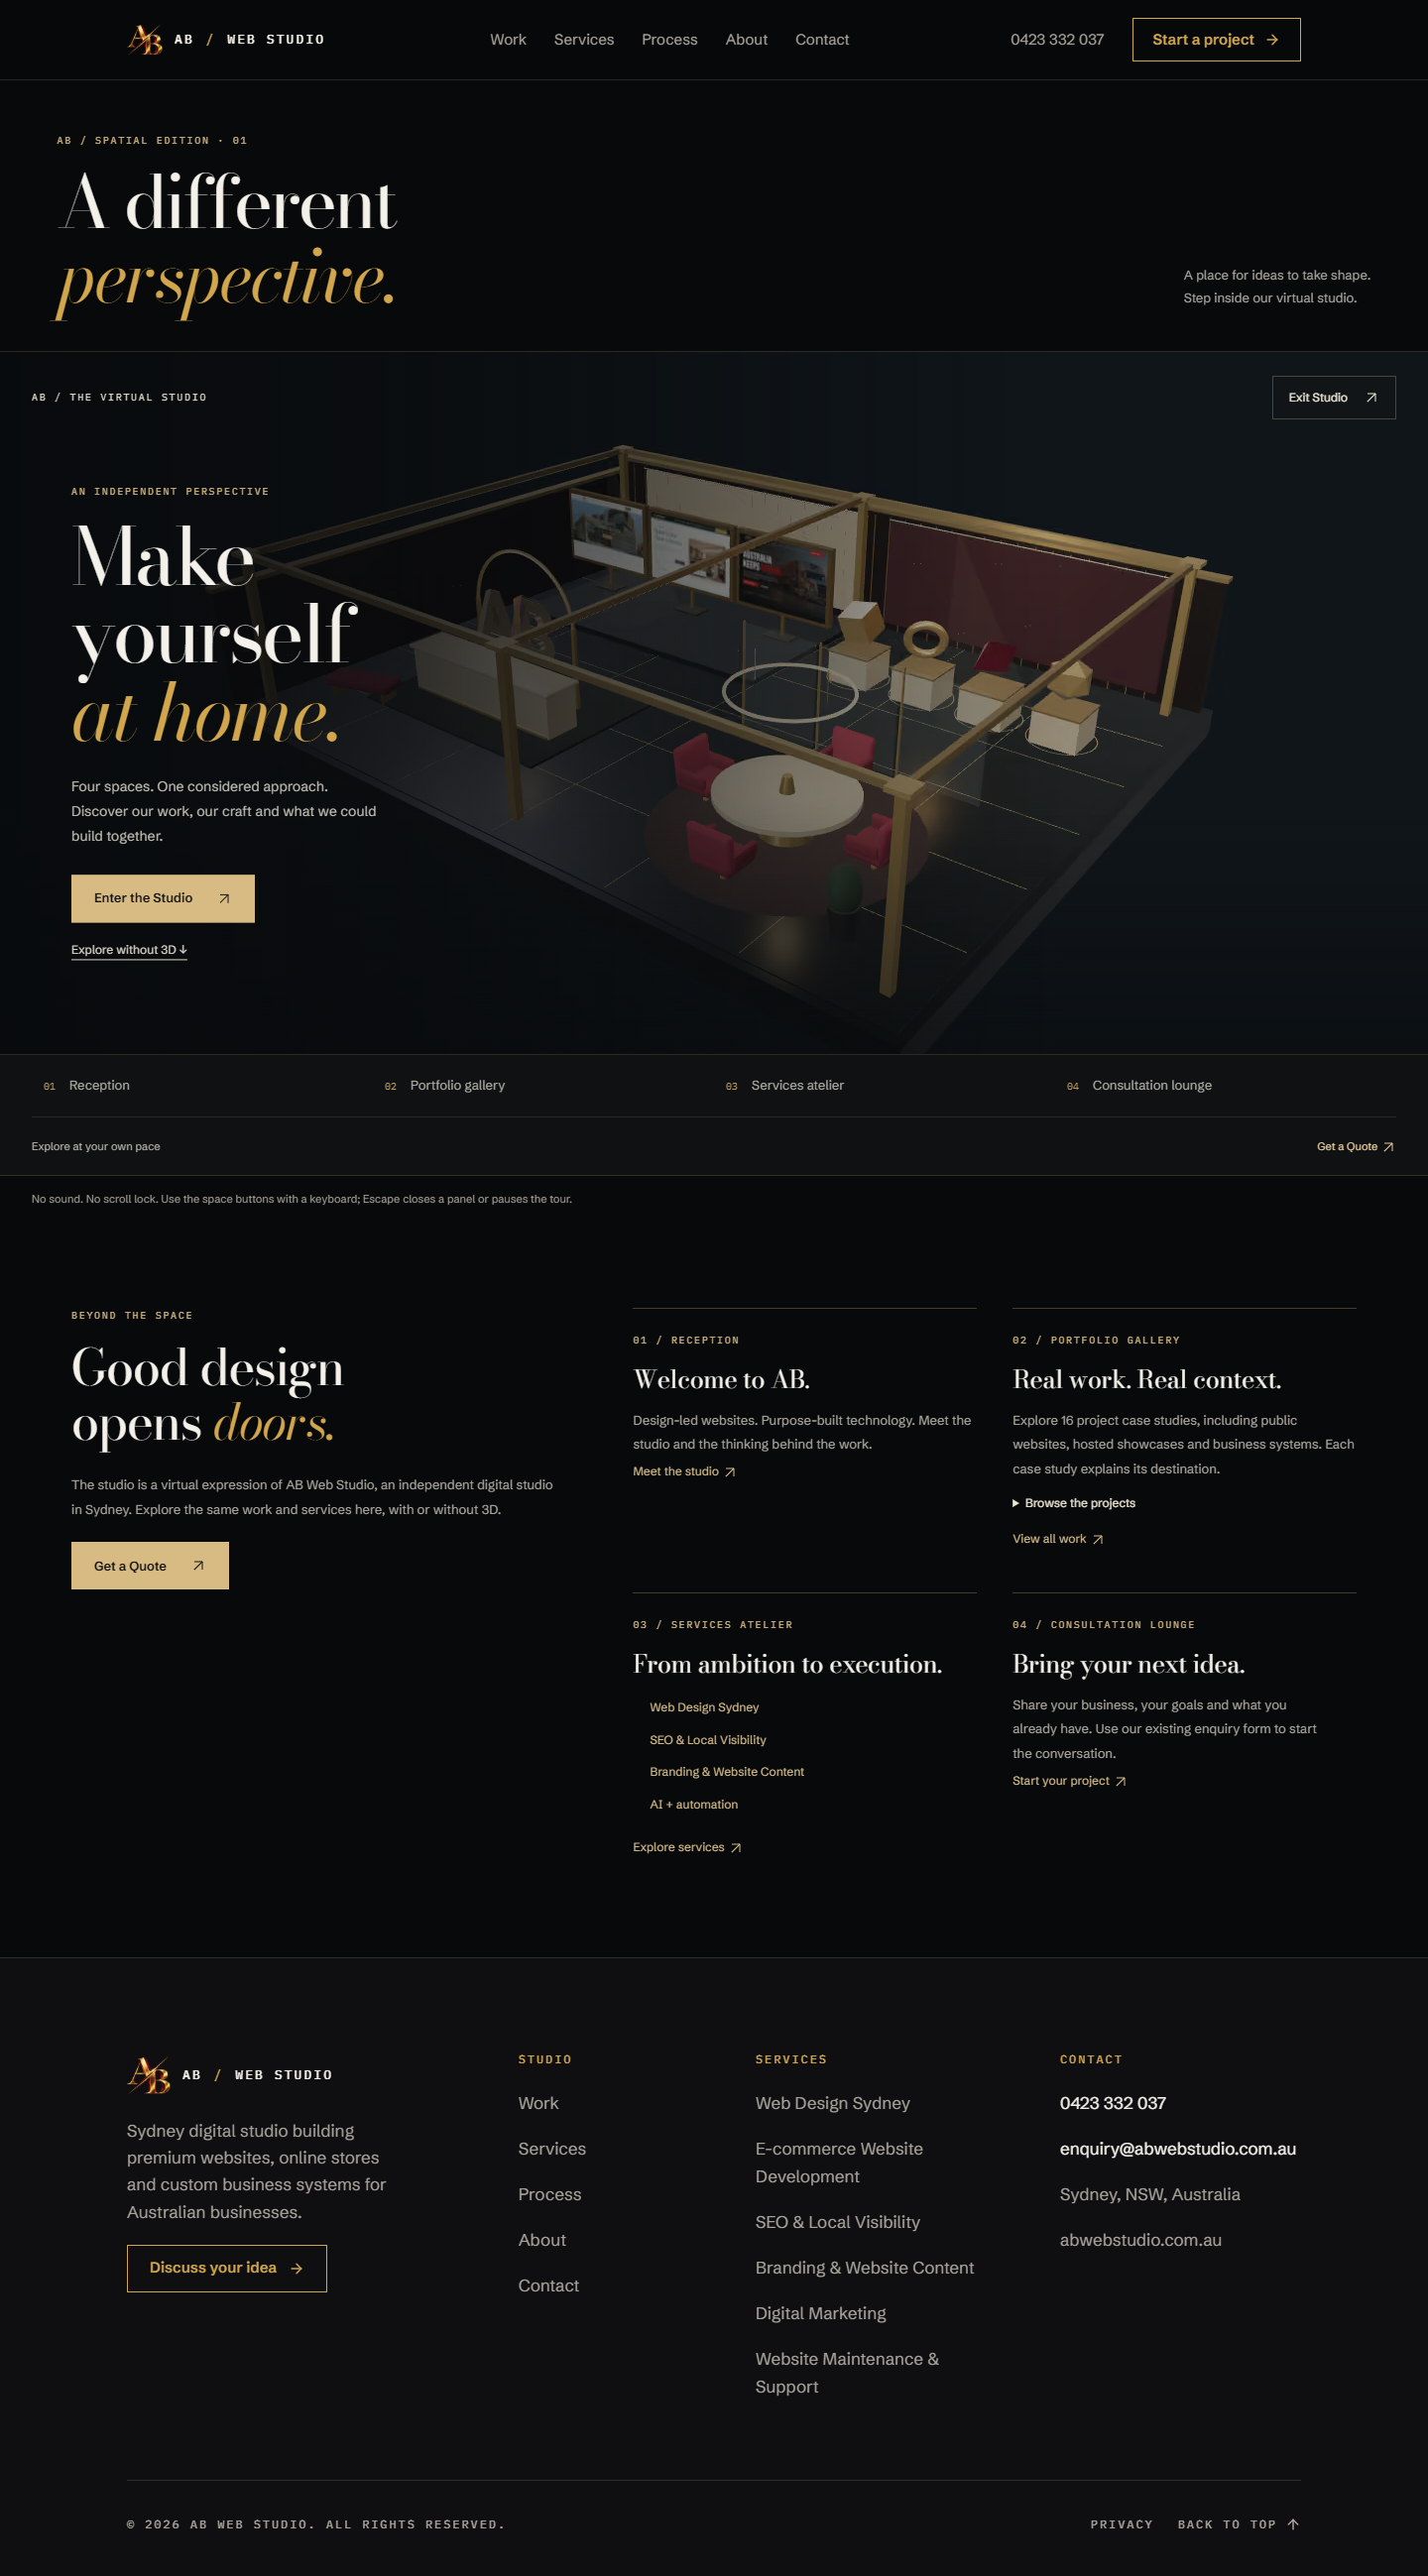 AB / WEB STUDIO
Work
Services
Process
About
Contact
0423 332 037
Start a project →
AB / SPATIAL EDITION · 01
A different
perspective.
A place for ideas to take shape.
Step inside our virtual studio.
AB / THE VIRTUAL STUDIO
Exit Studio
AN INDEPENDENT PERSPECTIVE
Make
yourself
at home.
Four spaces. One considered approach.
Discover our work, our craft and what we could
build together.
Enter the Studio
Explore without 3D ↓
AUSTRALIA
KEEPS
01 Reception
02 Portfolio gallery
03 Services atelier
04 Consultation lounge
Explore at your own pace
Get a Quote
No sound. No scroll lock. Use the space buttons with a keyboard; Escape closes a panel or pauses the tour.
BEYOND THE SPACE
Good design
opens doors.
The studio is a virtual expression of AB Web Studio, an independent digital studio
in Sydney. Explore the same work and services here, with or without 3D.
Get a Quote
01 / RECEPTION
Welcome to AB.
Design-led websites. Purpose-built technology. Meet the
studio and the thinking behind the work.
Meet the studio
02 / PORTFOLIO GALLERY
Real work. Real context.
Explore 16 project case studies, including public
websites, hosted showcases and business systems. Each
case study explains its destination.
Browse the projects
View all work
03 / SERVICES ATELIER
From ambition to execution.
Web Design Sydney
SEO & Local Visibility
Branding & Website Content
AI + automation
Explore services
04 / CONSULTATION LOUNGE
Bring your next idea.
Share your business, your goals and what you
already have. Use our existing enquiry form to start
the conversation.
Start your project
AB / WEB STUDIO
Sydney digital studio building
premium websites, online stores
and custom business systems for
Australian businesses.
Discuss your idea →
STUDIO
Work
Services
Process
About
Contact
SERVICES
Web Design Sydney
E-commerce Website
Development
SEO & Local Visibility
Branding & Website Content
Digital Marketing
Website Maintenance &
Support
CONTACT
0423 332 037
enquiry@abwebstudio.com.au
Sydney, NSW, Australia
abwebstudio.com.au
© 2026 AB WEB STUDIO. ALL RIGHTS RESERVED.
PRIVACY
BACK TO TOP ↑